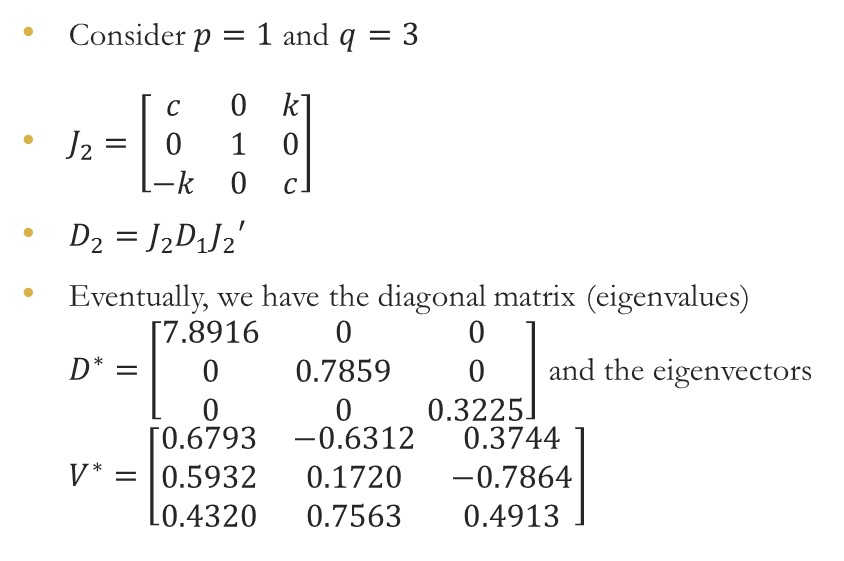 • Consider p = 1 and q = 3
• J₂ = [ c 0 k
0 1 0
−k 0 c ]
• D₂ = J₂D₁J₂′
• Eventually, we have the diagonal matrix (eigenvalues)
D* = [ 7.8916 0 0
0 0.7859 0
0 0 0.3225 ] and the eigenvectors
V* = [ 0.6793 −0.6312 0.3744
0.5932 0.1720 −0.7864
0.4320 0.7563 0.4913 ]